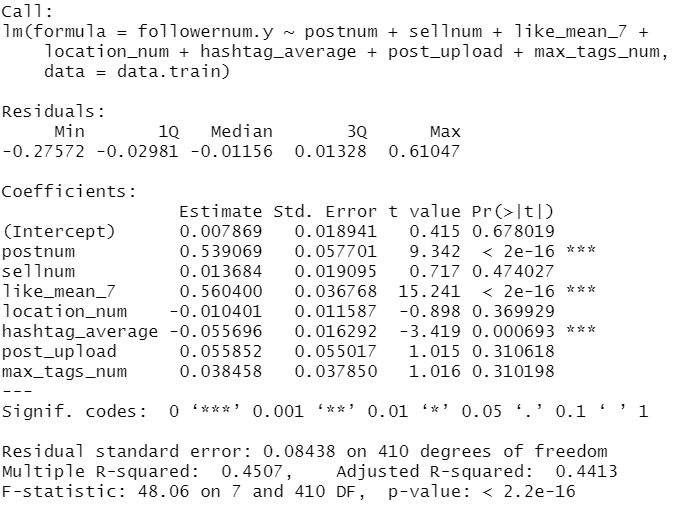 Call:
lm(formula = followernum.y ~ postnum + sellnum + like_mean_7 +
    location_num + hashtag_average + post_upload + max_tags_num,
    data = data.train)

Residuals:
     Min       1Q   Median       3Q      Max
-0.27572 -0.02981 -0.01156  0.01328  0.61047

Coefficients:
                 Estimate Std. Error t value Pr(>|t|)
(Intercept)      0.007869   0.018941   0.415 0.678019
postnum          0.539069   0.057701   9.342  < 2e-16 ***
sellnum          0.013684   0.019095   0.717 0.474027
like_mean_7      0.560400   0.036768  15.241  < 2e-16 ***
location_num    -0.010401   0.011587  -0.898 0.369929
hashtag_average -0.055696   0.016292  -3.419 0.000693 ***
post_upload      0.055852   0.055017   1.015 0.310618
max_tags_num     0.038458   0.037850   1.016 0.310198
---
Signif. codes:  0 ‘***’ 0.001 ‘**’ 0.01 ‘*’ 0.05 ‘.’ 0.1 ‘ ’ 1

Residual standard error: 0.08438 on 410 degrees of freedom
Multiple R-squared:  0.4507,    Adjusted R-squared:  0.4413
F-statistic: 48.06 on 7 and 410 DF,  p-value: < 2.2e-16